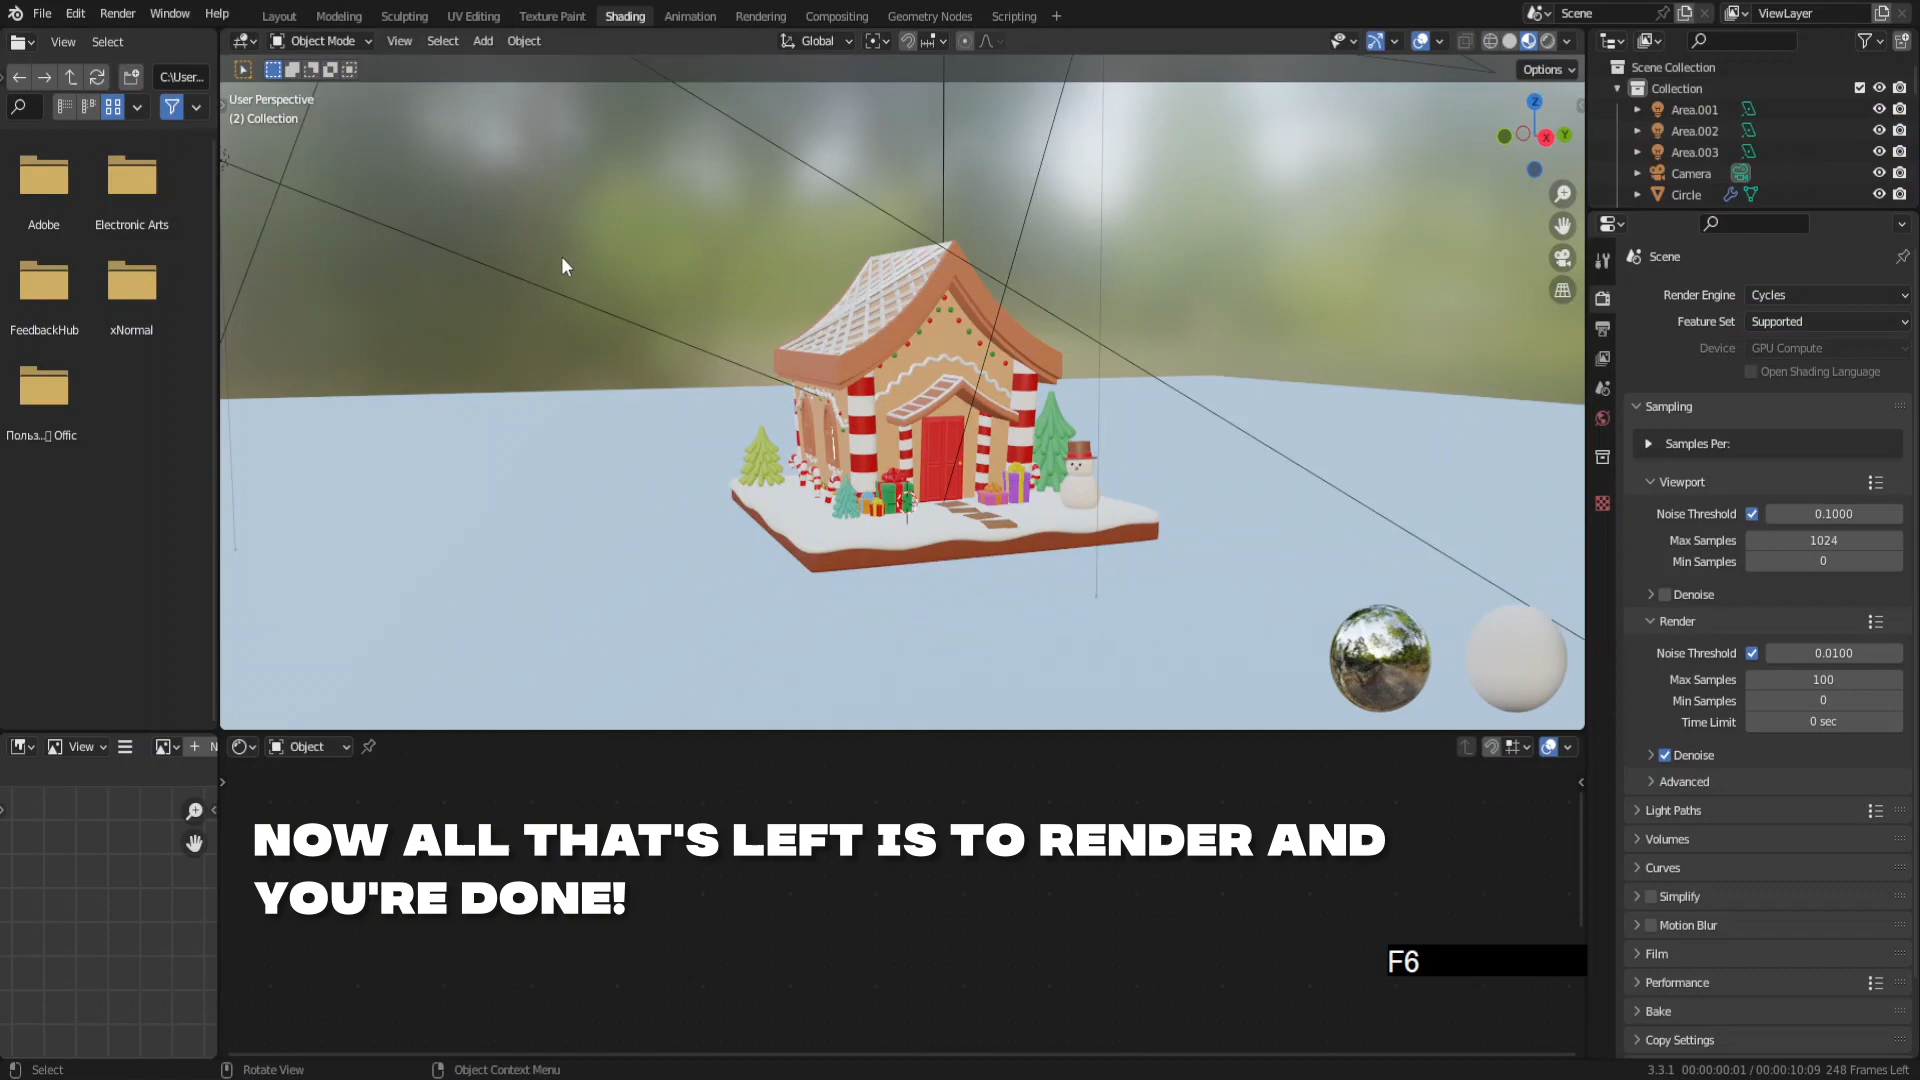 File Edit Render Window Help Layout Modeling Sculpting UV Editing Texture Paint Shading Animation Rendering Compositing Geometry Nodes Scripting + Scene ViewLayer
View Select Object Mode View Select Add Object Global
C:\User...
Options
User Perspective
(2) Collection
Z
X
Y
Adobe Electronic Arts
FeedbackHub xNormal
Польз...▯ Offic
Scene Collection
Collection
Area.001
Area.002
Area.003
Camera
Circle
Scene
Render Engine Cycles
Feature Set Supported
Device GPU Compute
Open Shading Language
Sampling
Samples Per:
Viewport
Noise Threshold 0.1000
Max Samples 1024
Min Samples 0
Denoise
Render
Noise Threshold 0.0100
Max Samples 100
Min Samples 0
Time Limit 0 sec
Denoise
Advanced
Light Paths
Volumes
Curves
Simplify
Motion Blur
Film
Performance
Bake
Copy Settings
View + N Object
NOW ALL THAT'S LEFT IS TO RENDER AND
YOU'RE DONE!
F6
Select Rotate View Object Context Menu 3.3.1 00:00:00:01 / 00:00:10:09 248 Frames Left